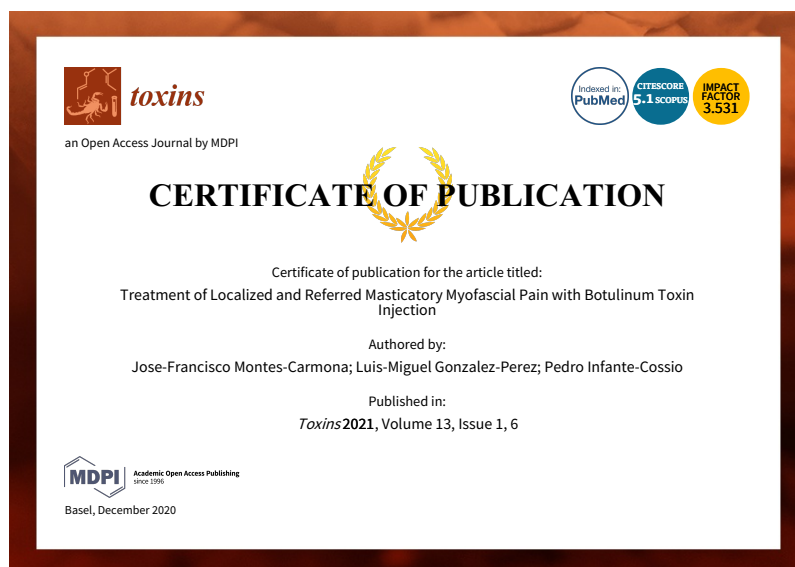 toxins
Indexed in:
PubMed
CITESCORE
5.1 SCOPUS
IMPACT
FACTOR
3.531
an Open Access Journal by MDPI
CERTIFICATE OF PUBLICATION
Certificate of publication for the article titled:
Treatment of Localized and Referred Masticatory Myofascial Pain with Botulinum Toxin
Injection
Authored by:
Jose-Francisco Montes-Carmona; Luis-Miguel Gonzalez-Perez; Pedro Infante-Cossio
Published in:
Toxins 2021, Volume 13, Issue 1, 6
MDPI
Academic Open Access Publishing
since 1996
Basel, December 2020